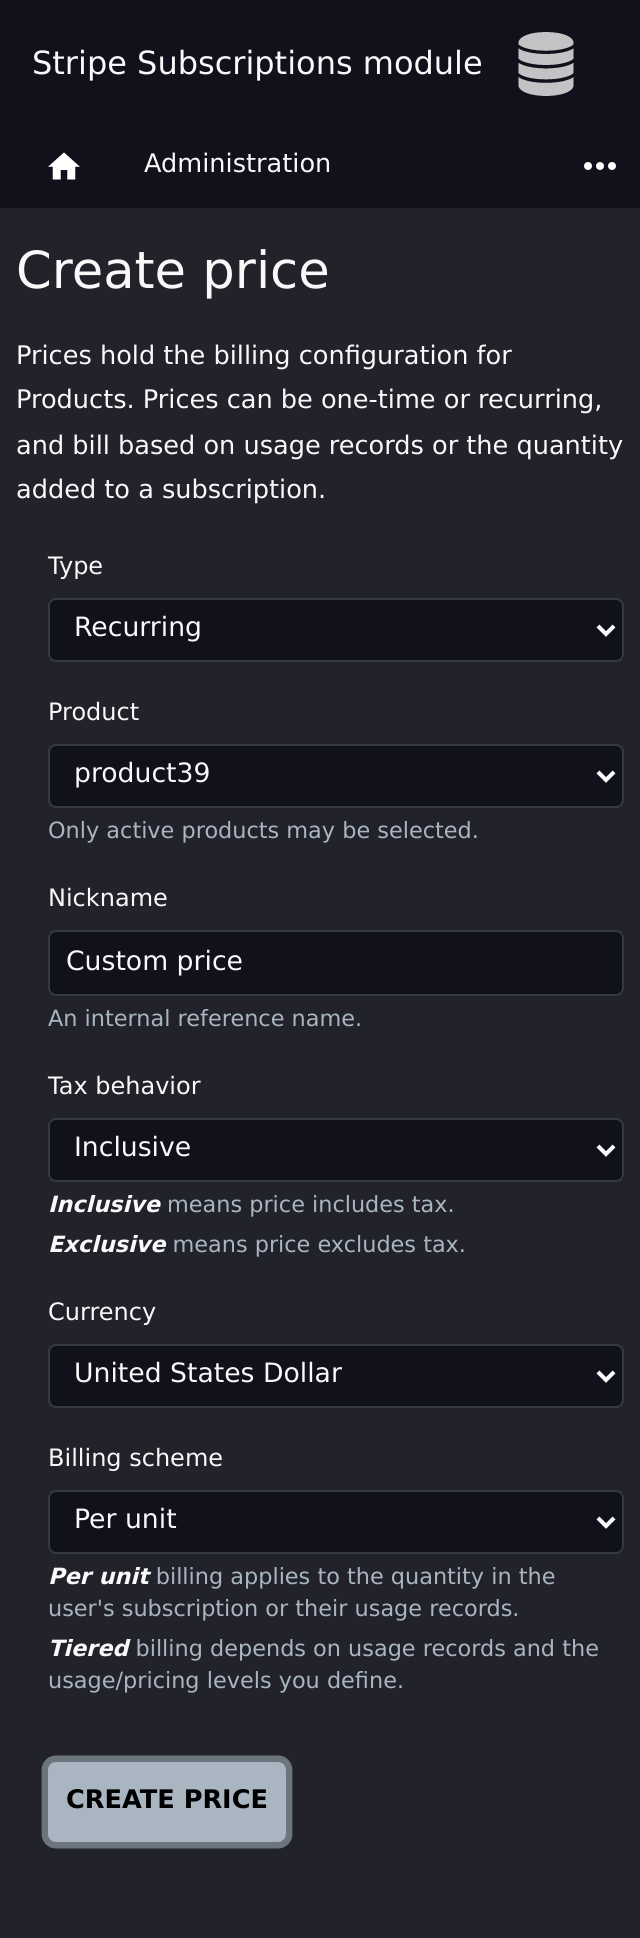 Stripe Subscriptions module
Administration
Create price
Prices hold the billing configuration for
Products. Prices can be one-time or recurring,
and bill based on usage records or the quantity
added to a subscription.
Type
Recurring
Product
product39
Only active products may be selected.
Nickname
Custom price
An internal reference name.
Tax behavior
Inclusive
Inclusive means price includes tax.
Exclusive means price excludes tax.
Currency
United States Dollar
Billing scheme
Per unit
Per unit billing applies to the quantity in the
user's subscription or their usage records.
Tiered billing depends on usage records and the
usage/pricing levels you define.
CREATE PRICE